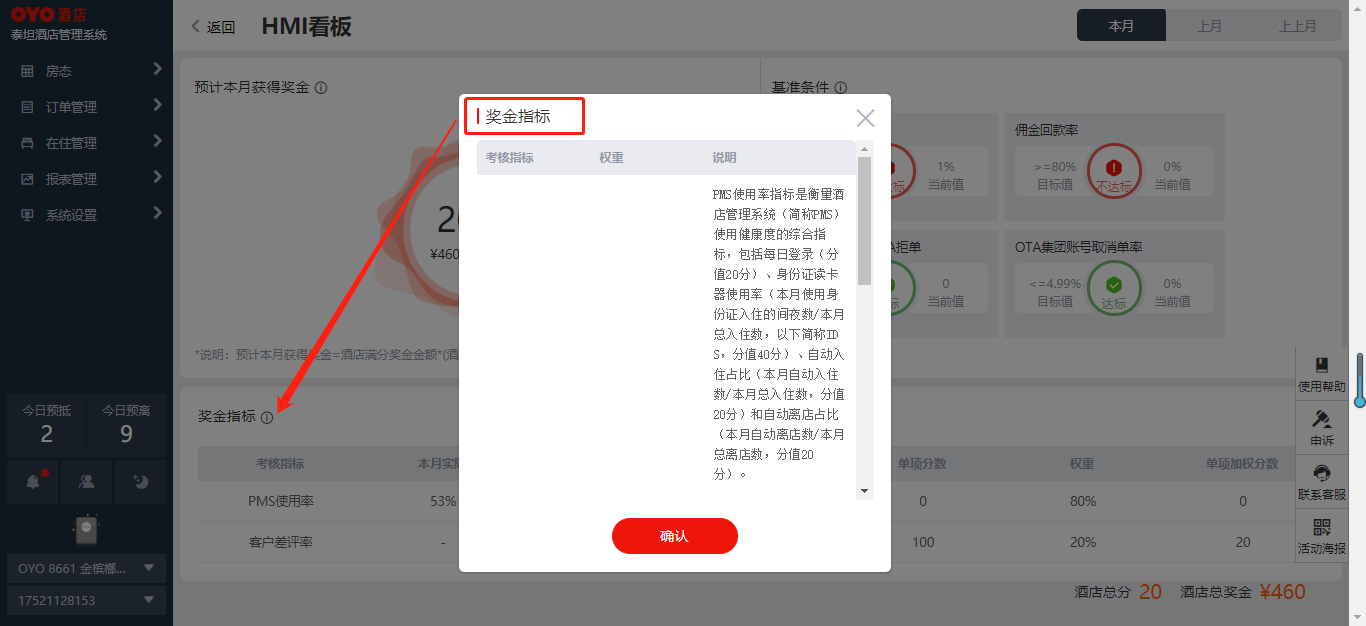 OYO 酒店
泰坦酒店管理系统
房态
订单管理
在住管理
报表管理
系统设置
今日预抵
2
今日预离
9
OYO 8661 金槟榔...
17521128153
返回
HMI看板
本月
上月
上上月
预计本月获得奖金
¥460
*说明：预计本月获得奖金=酒店满分奖金金额*(酒
基准条件
1%
当前值
佣金回款率
>=80%
目标值
不达标
0%
当前值
A拒单
0
当前值
OTA集团账号取消单率
<=4.99%
目标值
达标
0%
当前值
奖金指标
考核指标
权重
说明
PMS使用率指标是衡量酒
店管理系统（简称PMS）
使用健康度的综合指
标，包括每日登录（分
值20分）、身份证读卡
器使用率（本月使用身
份证入住的间夜数/本月
总入住数，以下简称ID
S，分值40分）、自动入
住占比（本月自动入住
数/本月总入住数，分值
20分）和自动离店占比
（本月自动离店数/本月
总离店数，分值20
分）。
确认
奖金指标
考核指标
本月实际
单项分数
权重
单项加权分数
PMS使用率
53%
0
80%
0
客户差评率
-
100
20%
20
酒店总分 20 酒店总奖金 ¥460
使用帮助
申诉
联系客服
活动海报